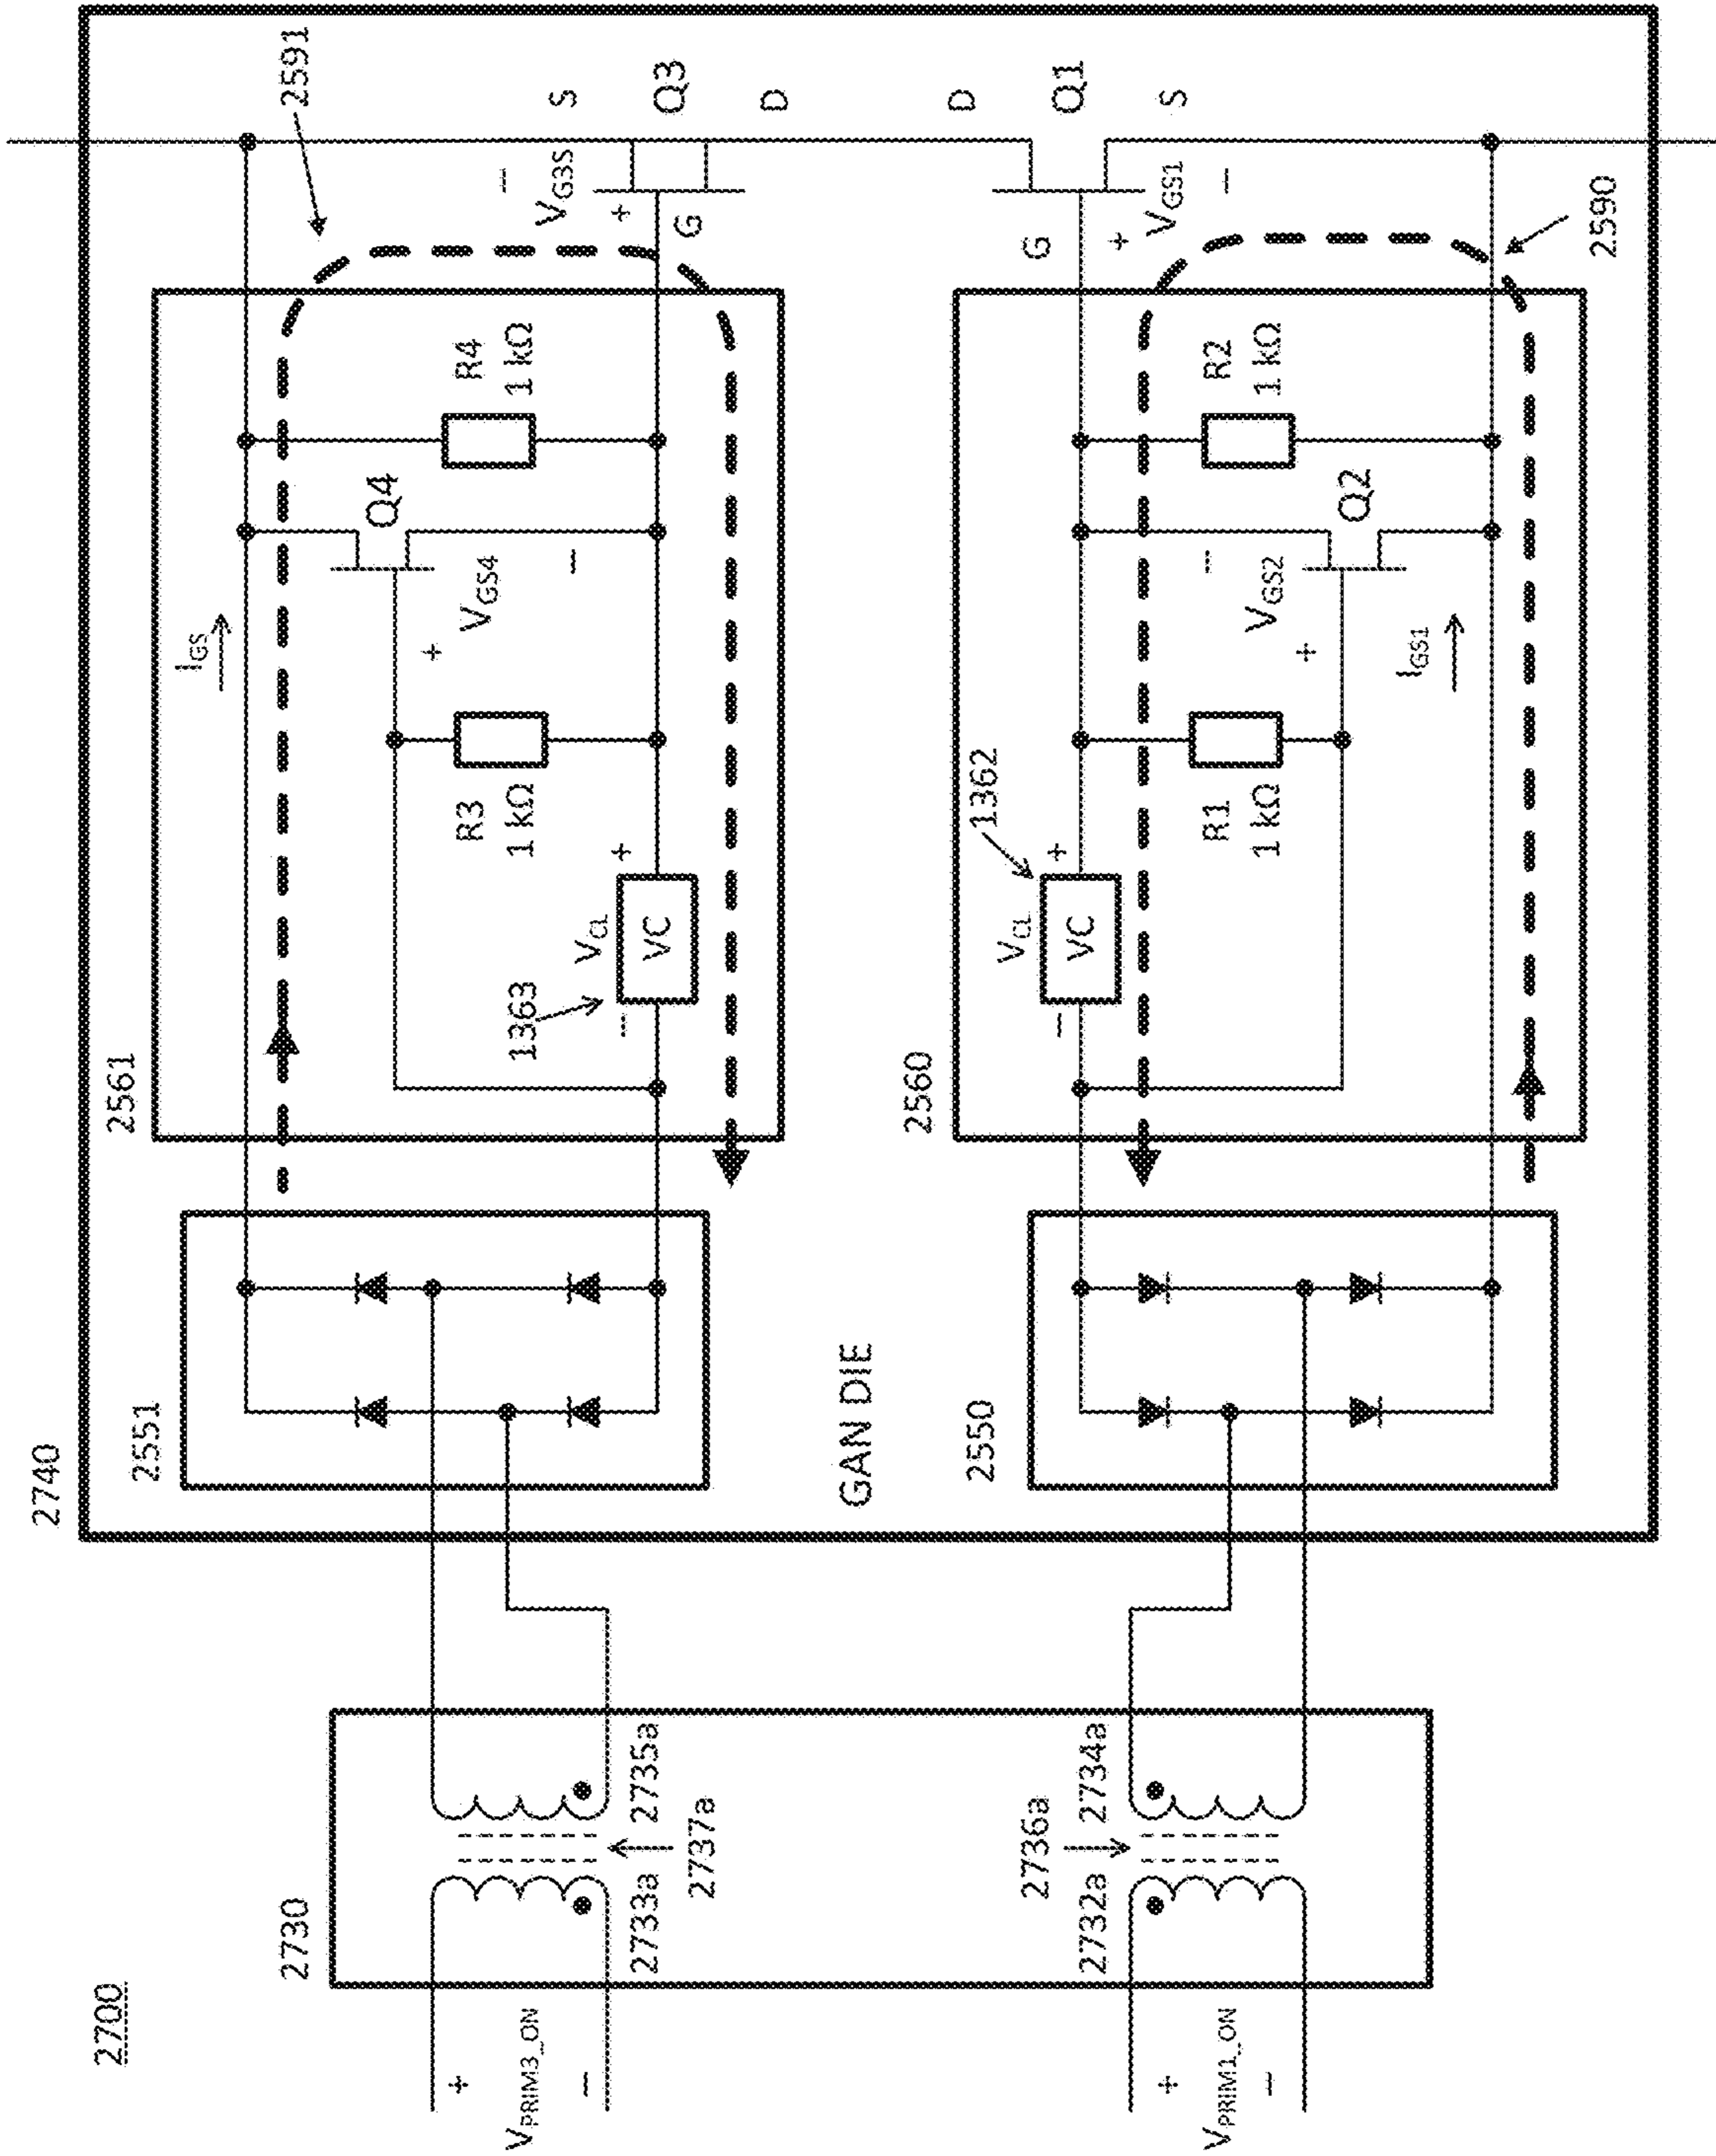 2700
2740
2551
2561
I_GS
2591
2730
+
V_PRIM3_ON
−
2733a
2735a
2737a
Q4
+
V_GS4
−
R4
1 kΩ
R3
1 kΩ
1363
−
V_CL
VC
+
−
V_G3S
+
G
S
Q3
D
GAN DIE
2560
2550
1362
−
V_CL
VC
+
D
Q1
S
G
+
V_GS1
−
2736a
2732a
2734a
+
V_PRIM1_ON
−
R1
1 kΩ
R2
1 kΩ
−
V_GS2
+
Q2
I_GS1
2590